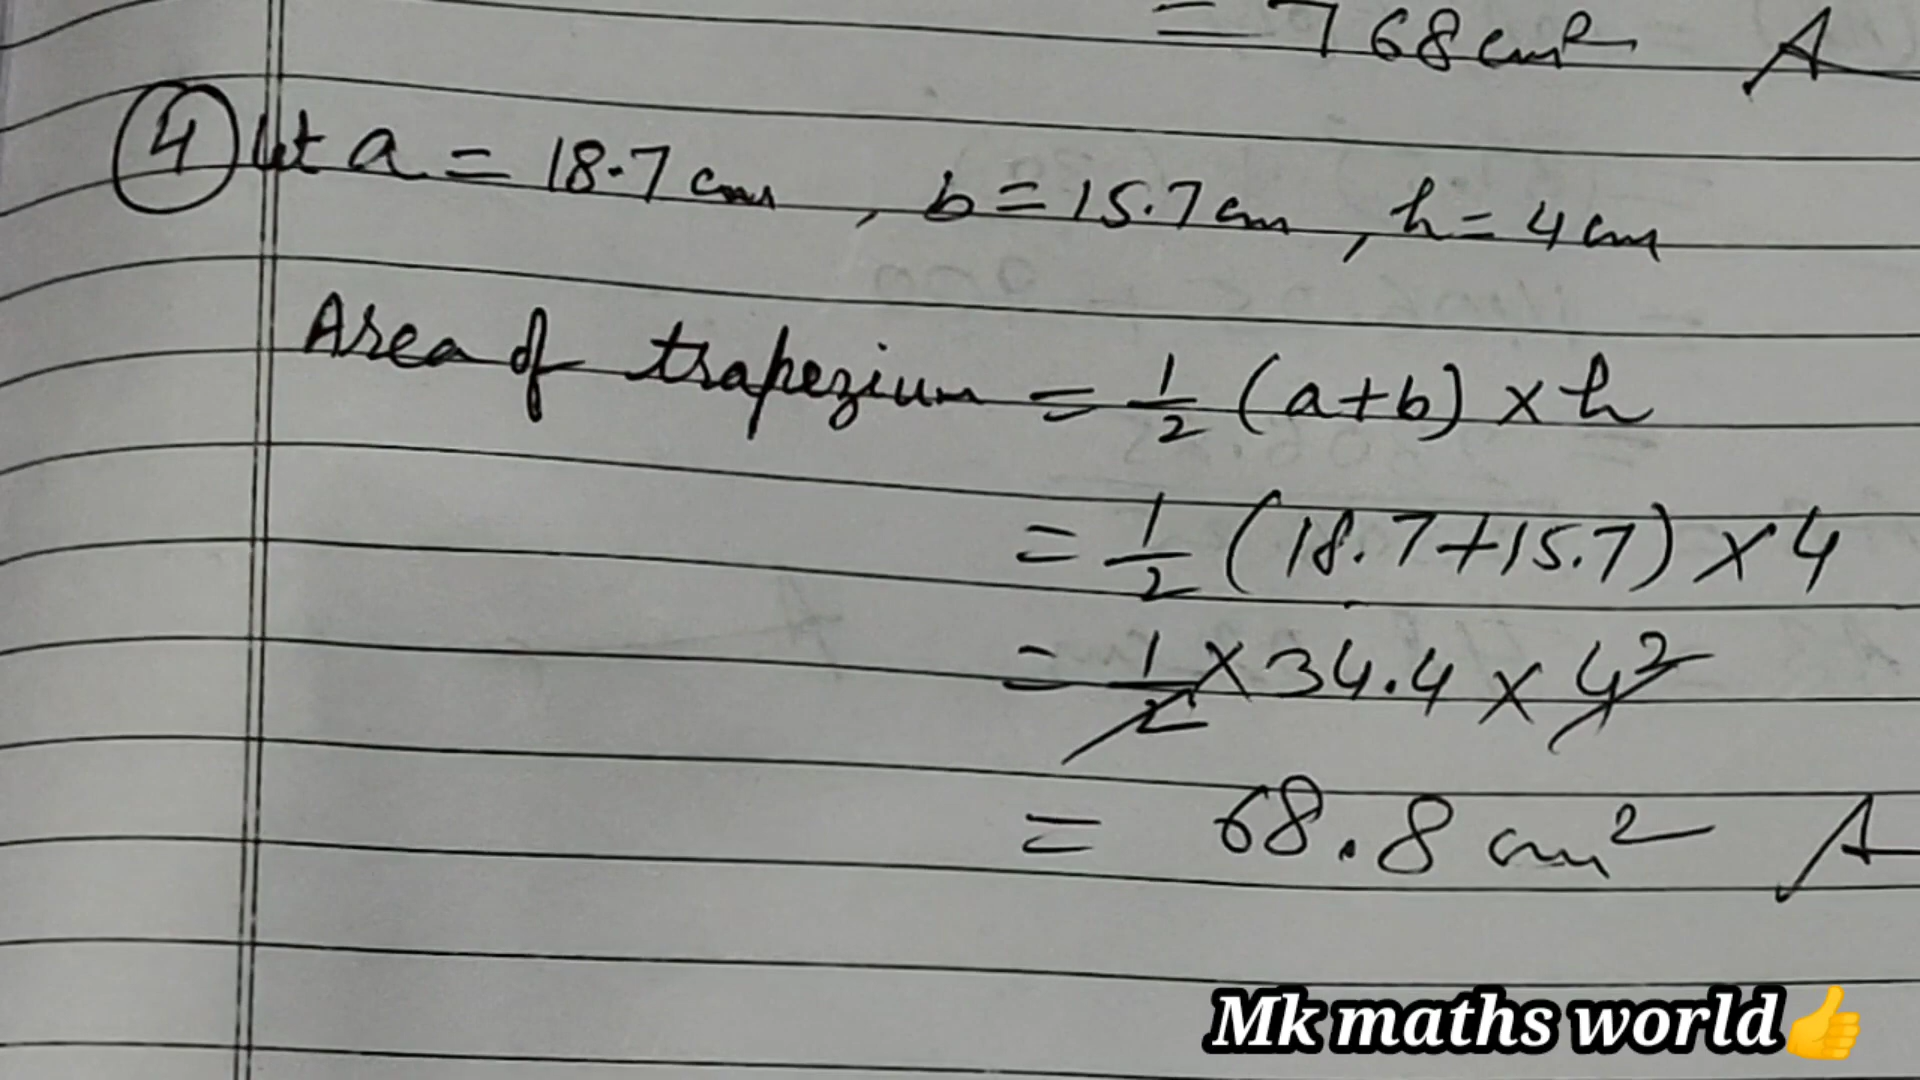 = 768 cm² A
④ let a = 18.7 cm, b = 15.7 cm, h = 4 cm
Area of trapezium = 1/2 (a+b) × h
= 1/2 (18.7+15.7) × 4
= 1/2 × 34.4 × 4 2
= 68.8 cm² A
Mk maths world👍